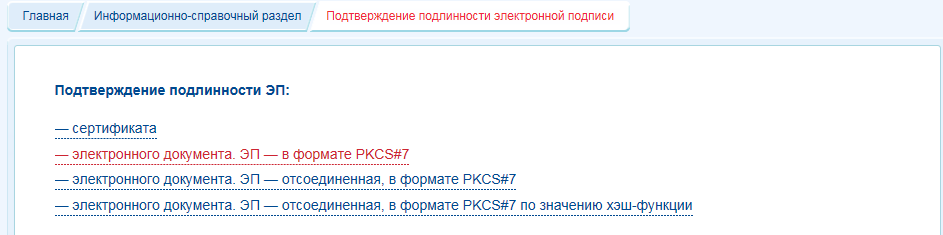 Главная Информационно-справочный раздел Подтверждение подлинности электронной подписи
Подтверждение подлинности ЭП:
— сертификата
— электронного документа. ЭП — в формате PKCS#7
— электронного документа. ЭП — отсоединенная, в формате PKCS#7
— электронного документа. ЭП — отсоединенная, в формате PKCS#7 по значению хэш-функции